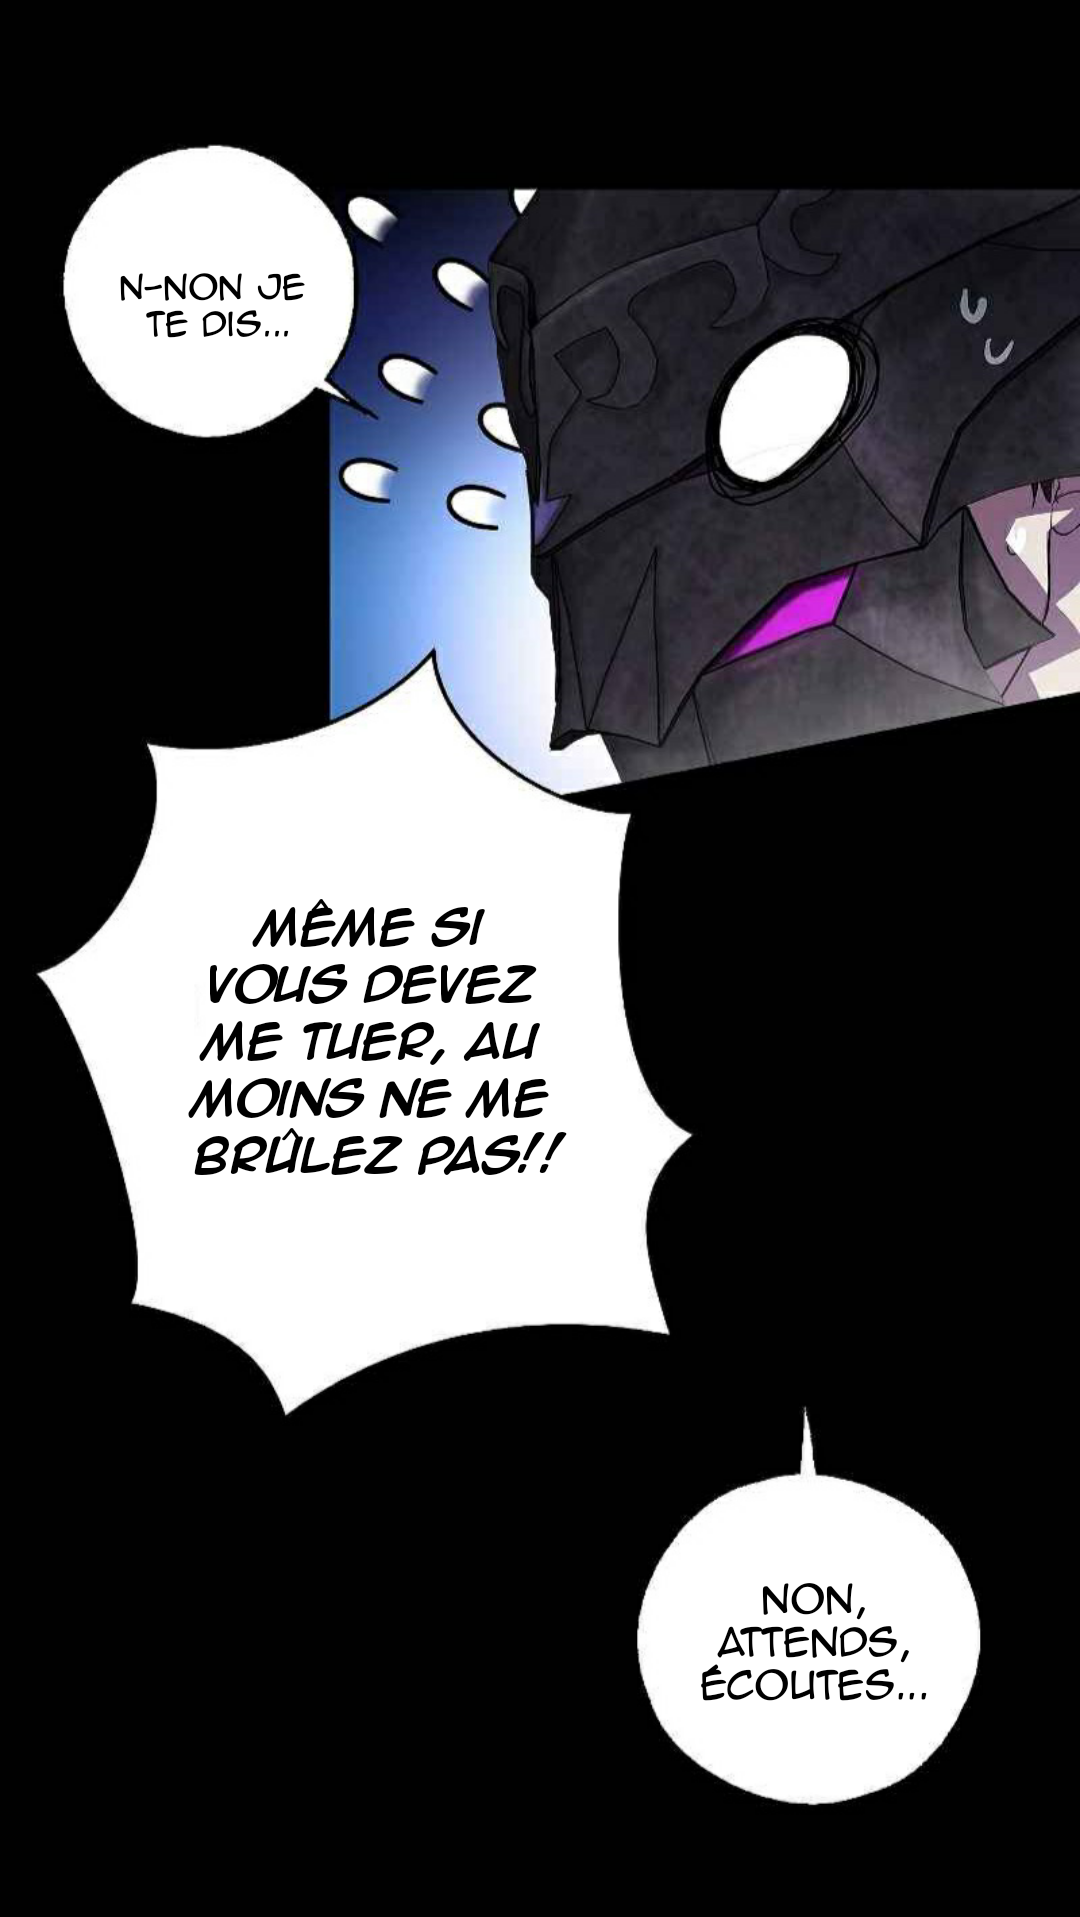 N-NON JE
TE DIS...
MÊME SI
VOUS DEVEZ
ME TUER, AU
MOINS NE ME
BRÛLEZ PAS!!
NON,
ATTENDS,
ÉCOUTES...